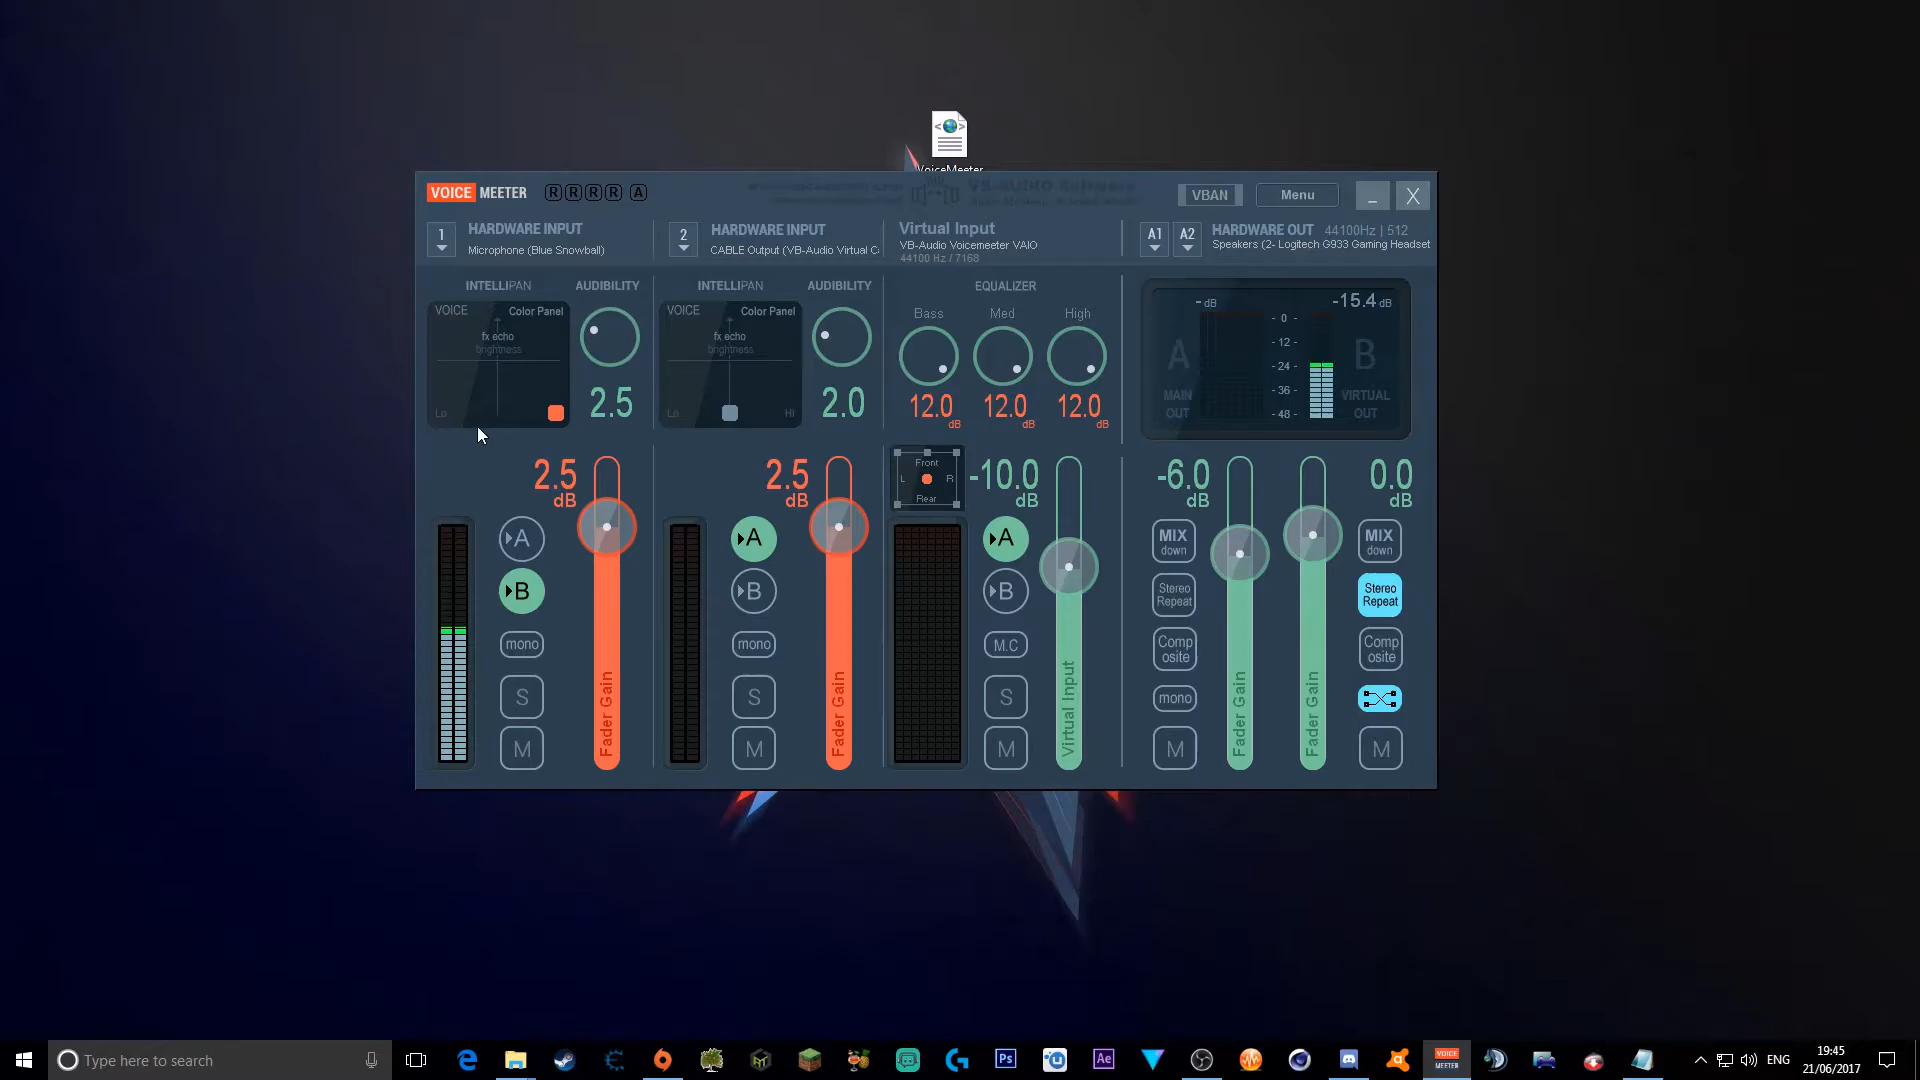 VoiceMeeter
VOICE MEETER R R R R A
VBAN Menu _ X
1 HARDWARE INPUT
Microphone (Blue Snowball)
2 HARDWARE INPUT
CABLE Output (VB-Audio Virtual C
Virtual Input
VB-Audio Voicemeeter VAIO
44100 Hz / 7168
A1 A2 HARDWARE OUT 44100Hz | 512
Speakers (2- Logitech G933 Gaming Headset
INTELLIPAN AUDIBILITY
VOICE Color Panel
fx echo
brightness
Lo
2.5
INTELLIPAN AUDIBILITY
VOICE Color Panel
fx echo
brightness
Lo Hi
2.0
EQUALIZER
Bass Med High
12.0 12.0 12.0
dB dB dB
- dB -15.4 dB
- 0 -
- 12 -
- 24 -
- 36 -
- 48 -
A B
MAIN OUT
VIRTUAL OUT
2.5 dB
A
B
mono
S
M
Fader Gain
2.5 dB
A
B
mono
S
M
Fader Gain
Front
L R
Rear
-10.0 dB
A
B
M.C
S
M
Virtual Input
-6.0 dB
MIX down
Stereo Repeat
Comp osite
mono
M
Fader Gain
Fader Gain
0.0 dB
MIX down
Stereo Repeat
Comp osite
M
Type here to search
Ps
Ae
VOICE
MEETER
ENG
19:45
21/06/2017